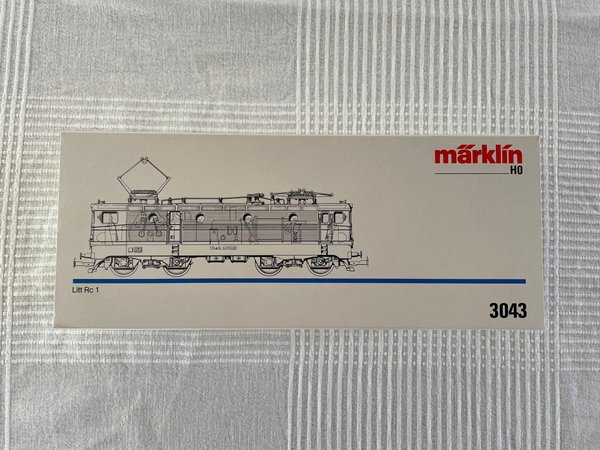 märklin
HO
Litt Rc 1
3043